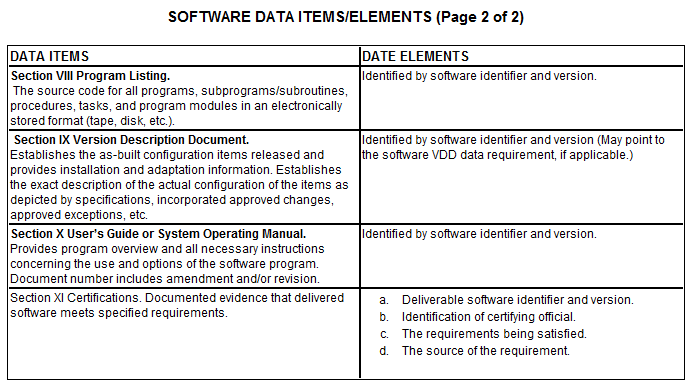 SOFTWARE DATA ITEMS/ELEMENTS (Page 2 of 2)
DATA ITEMS
DATE ELEMENTS
Section VIII Program Listing.
The source code for all programs, subprograms/subroutines,
procedures, tasks, and program modules in an electronically
stored format (tape, disk, etc.).
Identified by software identifier and version.
Section IX Version Description Document.
Establishes the as-built configuration items released and
provides installation and adaptation information. Establishes
the exact description of the actual configuration of the items as
depicted by specifications, incorporated approved changes,
approved exceptions, etc.
Identified by software identifier and version (May point to
the software VDD data requirement, if applicable.)
Section X User's Guide or System Operating Manual.
Provides program overview and all necessary instructions
concerning the use and options of the software program.
Document number includes amendment and/or revision.
Identified by software identifier and version.
Section XI Certifications. Documented evidence that delivered
software meets specified requirements.
a. Deliverable software identifier and version.
b. Identification of certifying official.
c. The requirements being satisfied.
d. The source of the requirement.